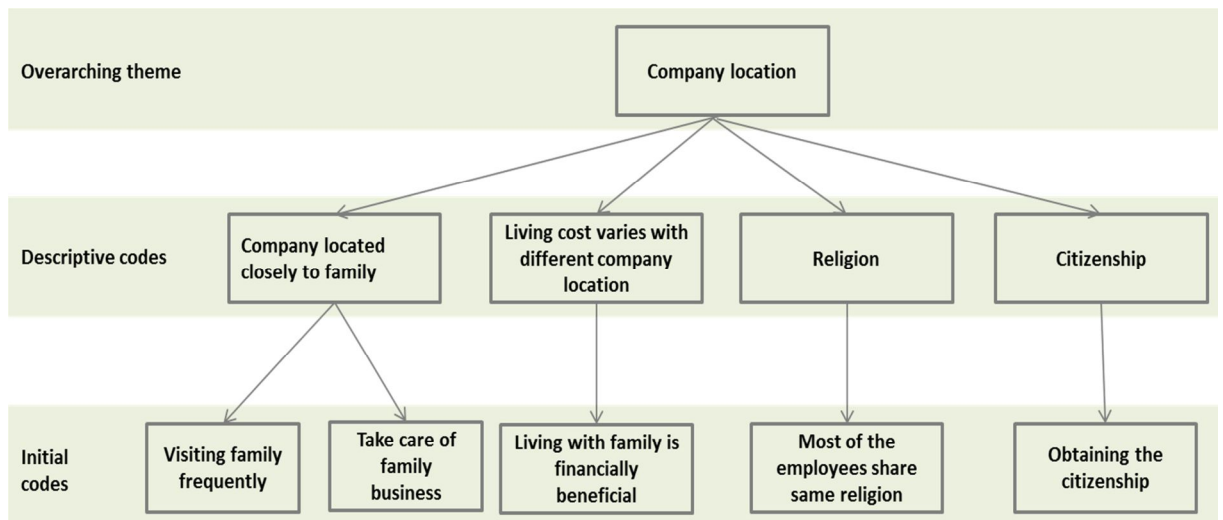 Overarching theme
Company location
Descriptive codes
Company located
closely to family
Living cost varies with
different company
location
Religion
Citizenship
Initial
codes
Visiting family
frequently
Take care of
family
business
Living with family is
financially
beneficial
Most of the
employees share
same religion
Obtaining the
citizenship